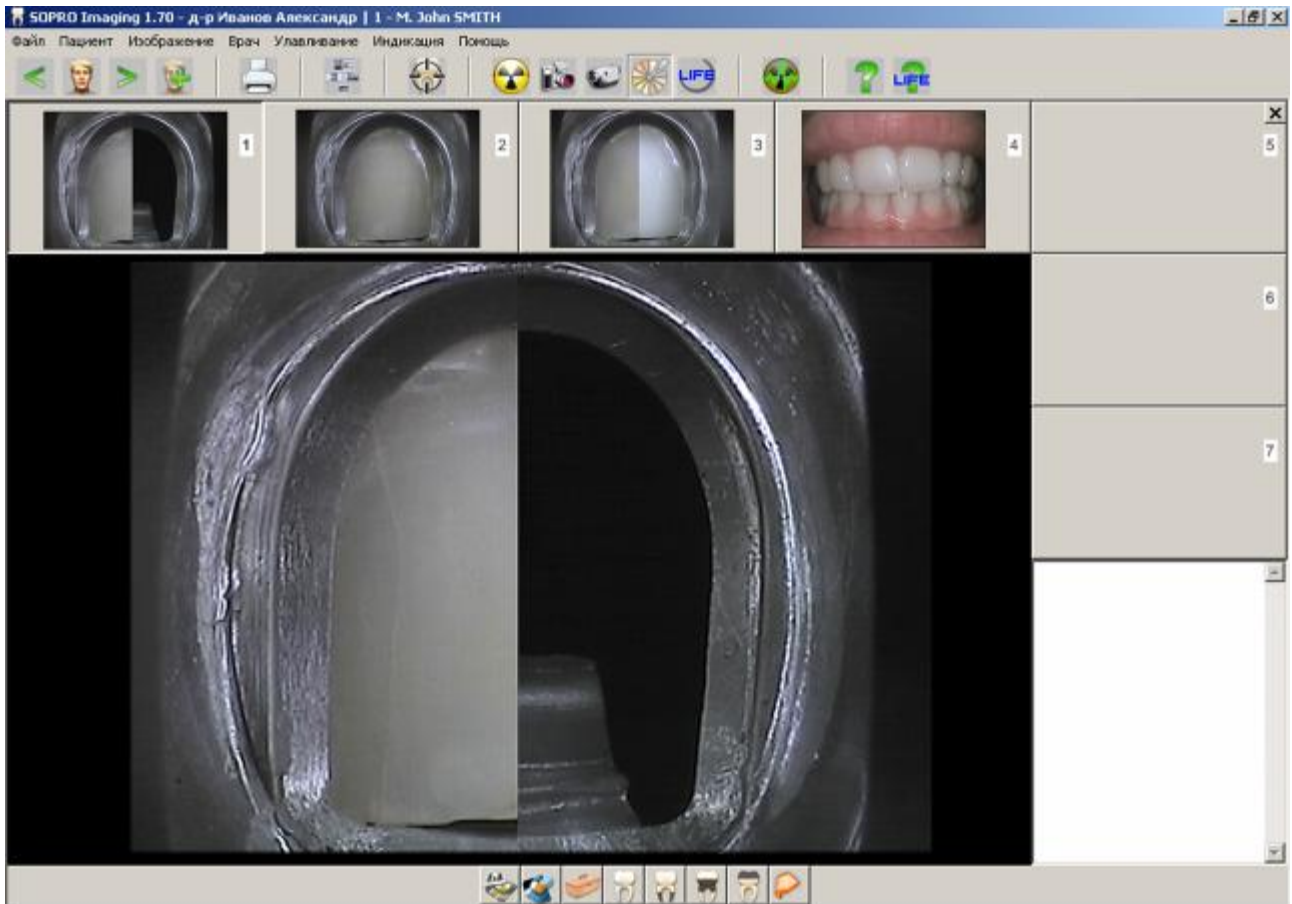 SOPRO Imaging 1.70 - д-р Иванов Александр | 1 - M. John SMITH
Файл Пациент Изображение Врач Улавливание Индикация Помощь
LIFE LIFE
1 2 3 4 5
6
7